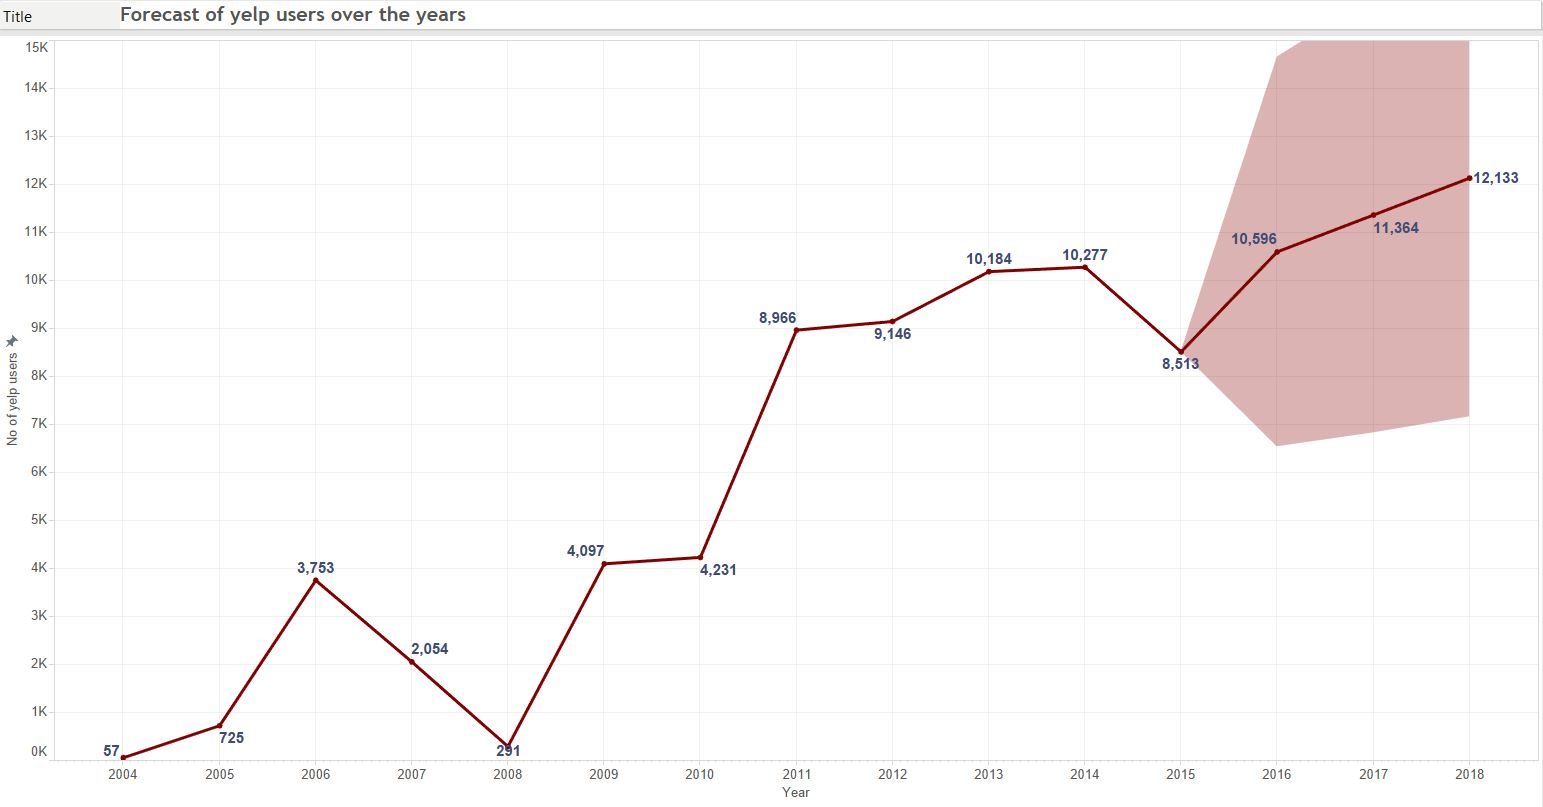 Title
Forecast of yelp users over the years
15K
14K
13K
12K
11K
10K
9K
8K
7K
6K
5K
4K
3K
2K
1K
0K
No of yelp users
57
725
3,753
2,054
291
4,097
4,231
8,966
9,146
10,184
10,277
8,513
10,596
11,364
12,133
2004
2005
2006
2007
2008
2009
2010
2011
2012
2013
2014
2015
2016
2017
2018
Year